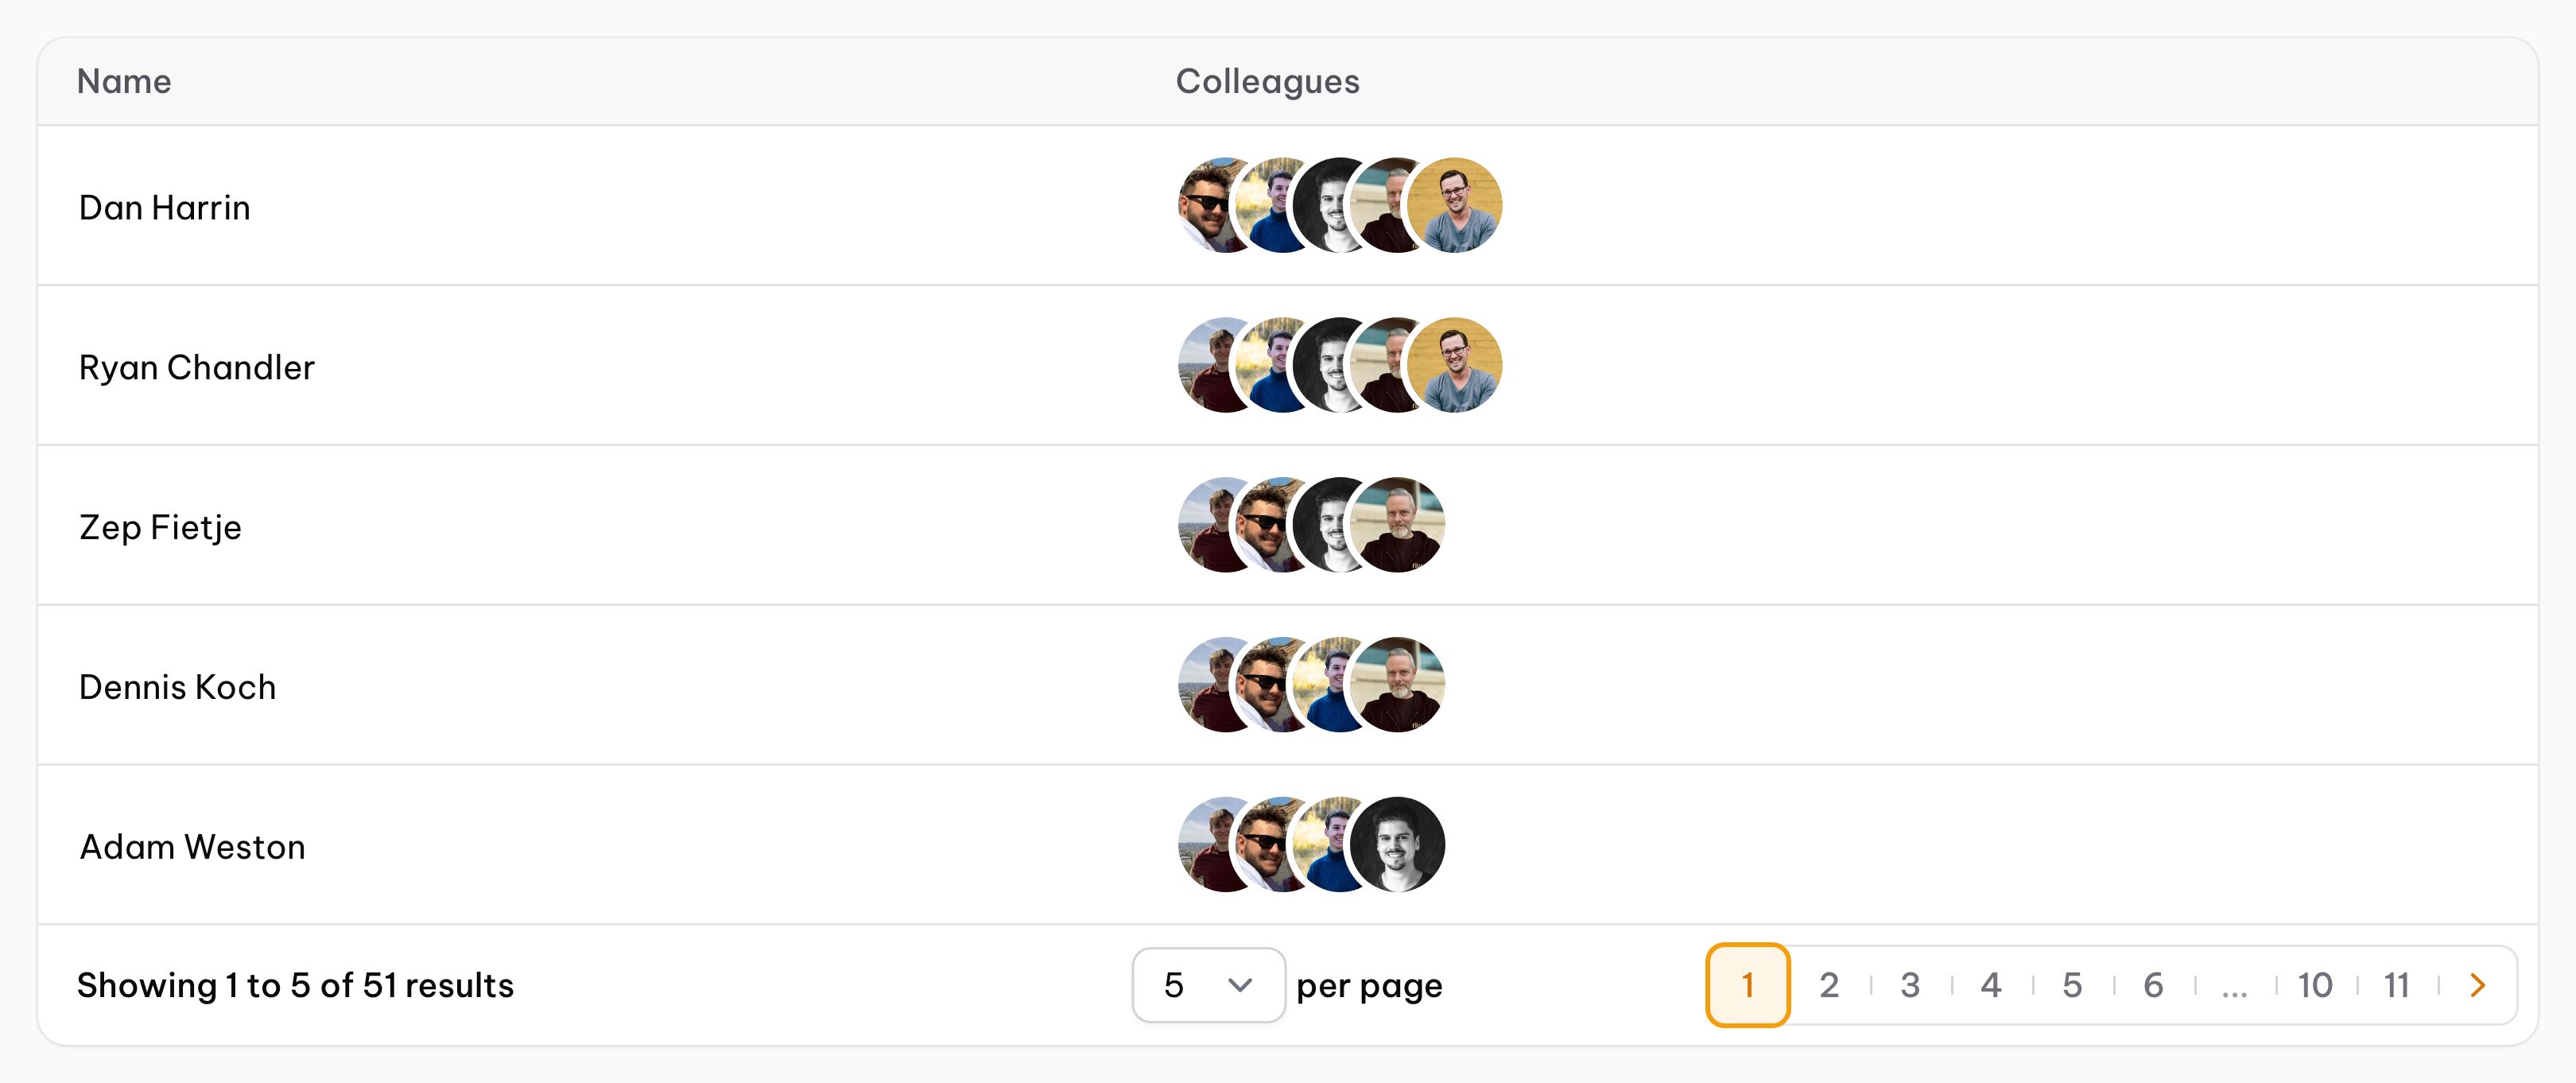 Name Colleagues
Dan Harrin
Ryan Chandler
Zep Fietje
Dennis Koch
Adam Weston
Showing 1 to 5 of 51 results 5 per page 1 2 3 4 5 6 ... 10 11